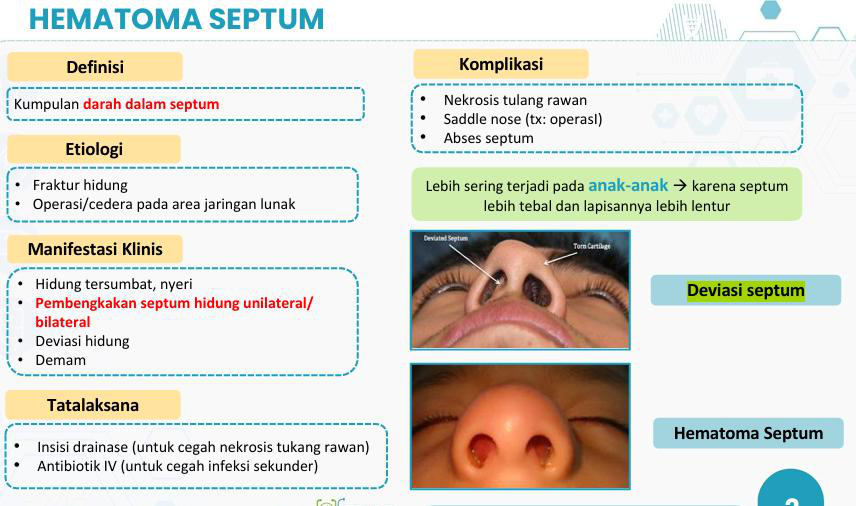 HEMATOMA SEPTUM
Definisi
Kumpulan darah dalam septum
Etiologi
• Fraktur hidung
• Operasi/cedera pada area jaringan lunak
Manifestasi Klinis
• Hidung tersumbat, nyeri
• Pembengkakan septum hidung unilateral/
bilateral
• Deviasi hidung
• Demam
Tatalaksana
• Insisi drainase (untuk cegah nekrosis tukang rawan)
• Antibiotik IV (untuk cegah infeksi sekunder)
Komplikasi
• Nekrosis tulang rawan
• Saddle nose (tx: operasI)
• Abses septum
Lebih sering terjadi pada anak-anak → karena septum
lebih tebal dan lapisannya lebih lentur
Deviated Septum
Torn Cartilage
Deviasi septum
Hematoma Septum